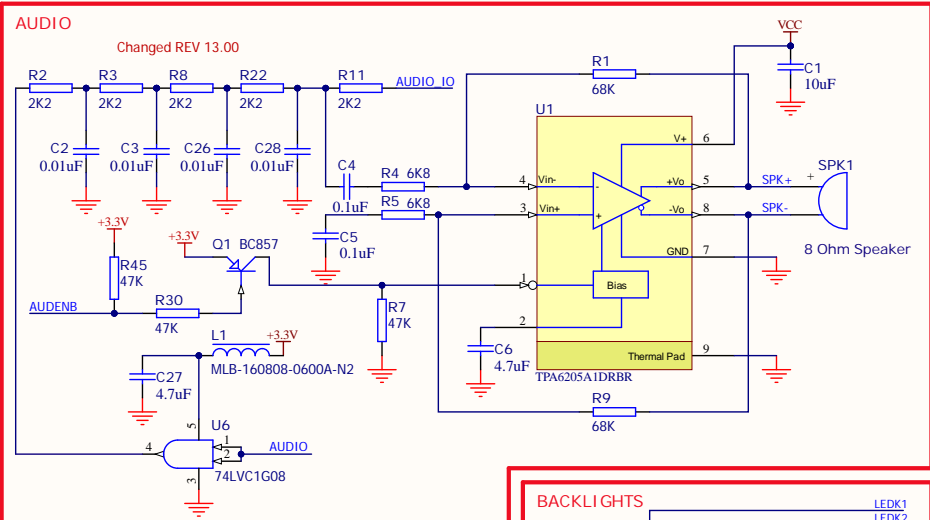 AUDIO
Changed REV 13.00
VCC
R2 R3 R8 R22 R11 AUDIO_IO R1
2K2 2K2 2K2 2K2 2K2 68K
C1
10uF
U1
V+ 6
C2 C3 C26 C28
0.01uF 0.01uF 0.01uF 0.01uF
C4 R4 6K8 4 Vin- - +Vo 5 SPK+ + SPK1
0.1uF R5 6K8 3 Vin+ + -Vo 8 SPK-
C5
0.1uF
GND 7 8 Ohm Speaker
+3.3V +3.3V Q1 BC857
R45
47K
1 Bias
AUDENB R30
47K
R7
47K
2
L1 +3.3V
C6
4.7uF
MLB-160808-0600A-N2
Thermal Pad 9
C27
4.7uF
TPA6205A1DRBR
R9
68K
5 U6
4 1 AUDIO
2
74LVC1G08
3
BACKLIGHTS LEDK1
LEDK2